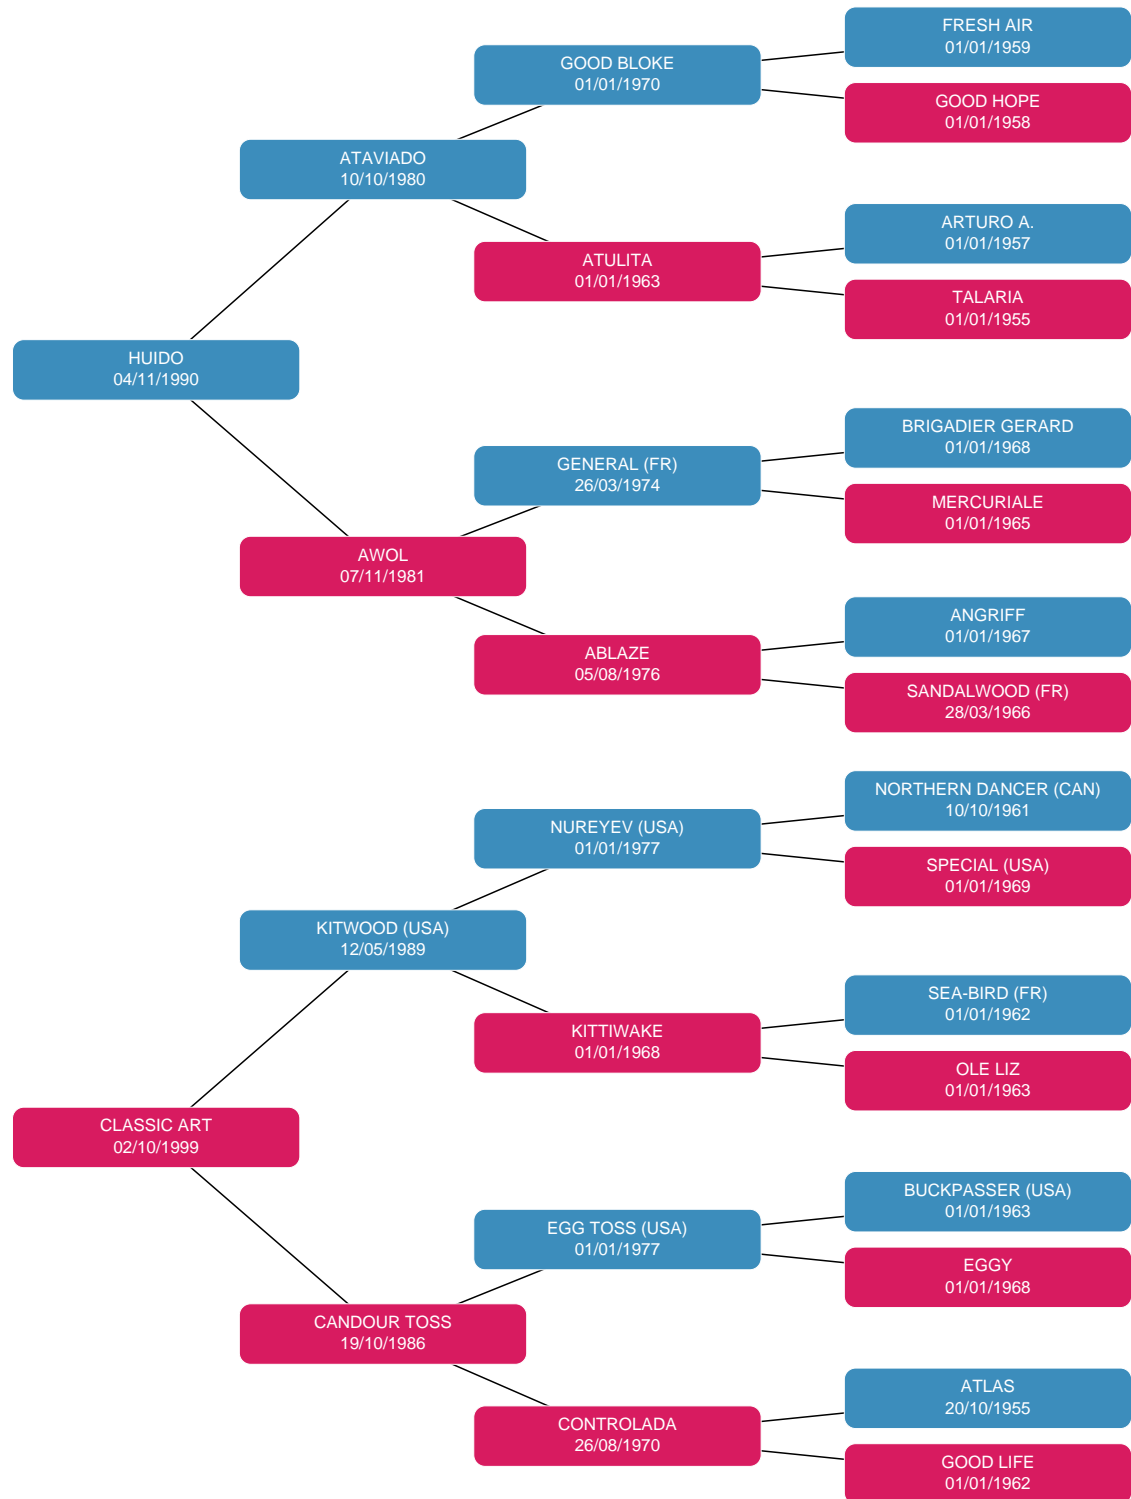 FRESH AIR
01/01/1959
GOOD BLOKE
01/01/1970
GOOD HOPE
01/01/1958
ATAVIADO
10/10/1980
ARTURO A.
01/01/1957
ATULITA
01/01/1963
TALARIA
01/01/1955
HUIDO
04/11/1990
BRIGADIER GERARD
01/01/1968
GENERAL (FR)
26/03/1974
MERCURIALE
01/01/1965
AWOL
07/11/1981
ANGRIFF
01/01/1967
ABLAZE
05/08/1976
SANDALWOOD (FR)
28/03/1966
NORTHERN DANCER (CAN)
10/10/1961
NUREYEV (USA)
01/01/1977
SPECIAL (USA)
01/01/1969
KITWOOD (USA)
12/05/1989
SEA-BIRD (FR)
01/01/1962
KITTIWAKE
01/01/1968
OLE LIZ
01/01/1963
CLASSIC ART
02/10/1999
BUCKPASSER (USA)
01/01/1963
EGG TOSS (USA)
01/01/1977
EGGY
01/01/1968
CANDOUR TOSS
19/10/1986
ATLAS
20/10/1955
CONTROLADA
26/08/1970
GOOD LIFE
01/01/1962